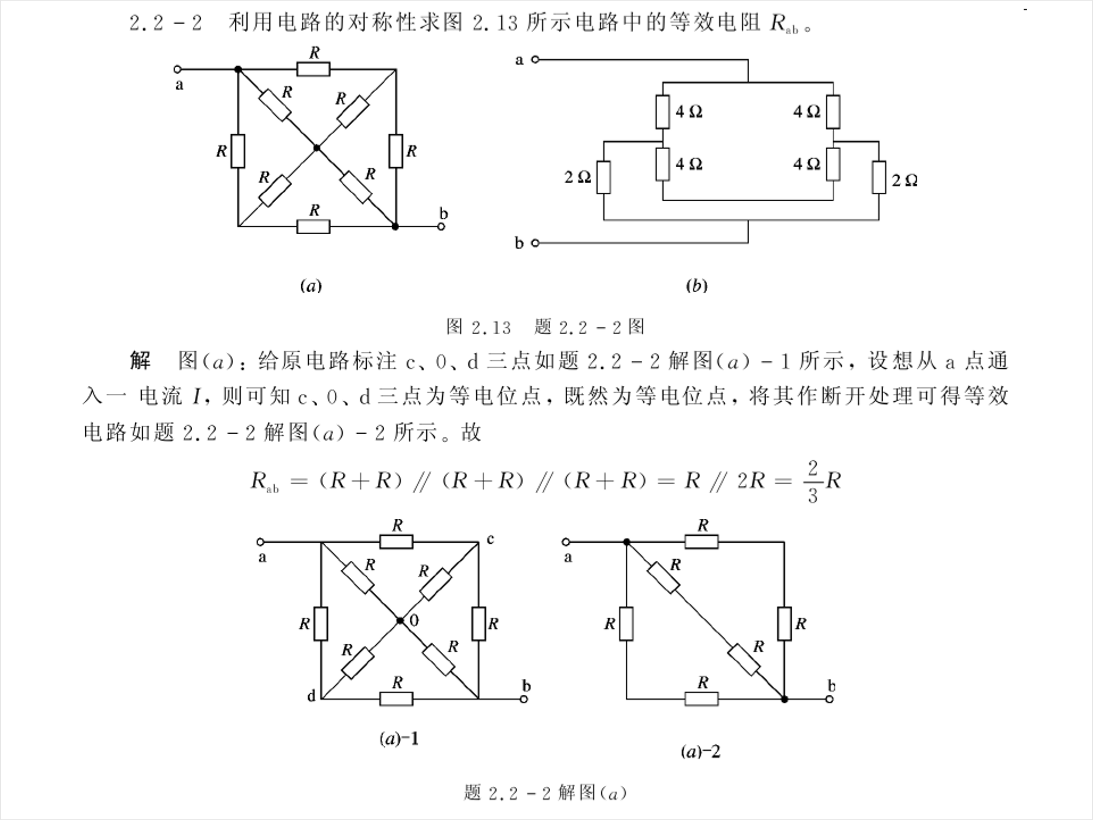 2.2-2 利用电路的对称性求图 2.13 所示电路中的等效电阻 Rab。
R
a
R R
R R
R R
R
b
a
4 Ω 4 Ω
4 Ω 4 Ω
2 Ω 2 Ω
b
(a) (b)
图 2.13 题 2.2-2 图
解 图(a): 给原电路标注 c、0、d 三点如题 2.2-2 解图(a)-1 所示, 设想从 a 点通
入一 电流 I, 则可知 c、0、d 三点为等电位点, 既然为等电位点, 将其作断开处理可得等效
电路如题 2.2-2 解图(a)-2 所示。故
Rab = (R+R) ∥ (R+R) ∥ (R+R) = R ∥ 2R = 2/3 R
R
c
a
R R
0
R R
R R
R
d b
(a)-1
R
a
R
R R
R
R
b
(a)-2
题 2.2-2 解图(a)